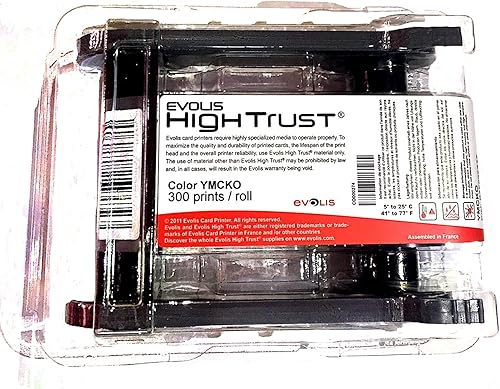 EVOLIS
HIGHTRUST®
Evolis card printers require highly specialized media to operate properly. To
maximize the quality and durability of printed cards, the lifespan of the print
head and the overall printer reliability, use Evolis High Trust® material only.
The use of material other than Evolis High Trust® may be prohibited by law
and, in all cases, will result in the Evolis warranty being void.
Color YMCKO
300 prints / roll
evolis
5° to 25° C
41° to 77° F
© 2011 Evolis Card Printer. All rights reserved.
Evolis and Evolis High Trust® are either registered trademarks or trade-
marks of Evolis Card Printer in France and /or other countries.
Discover the whole Evolis High Trust® supplies on www.evolis.com.
Assembled in France